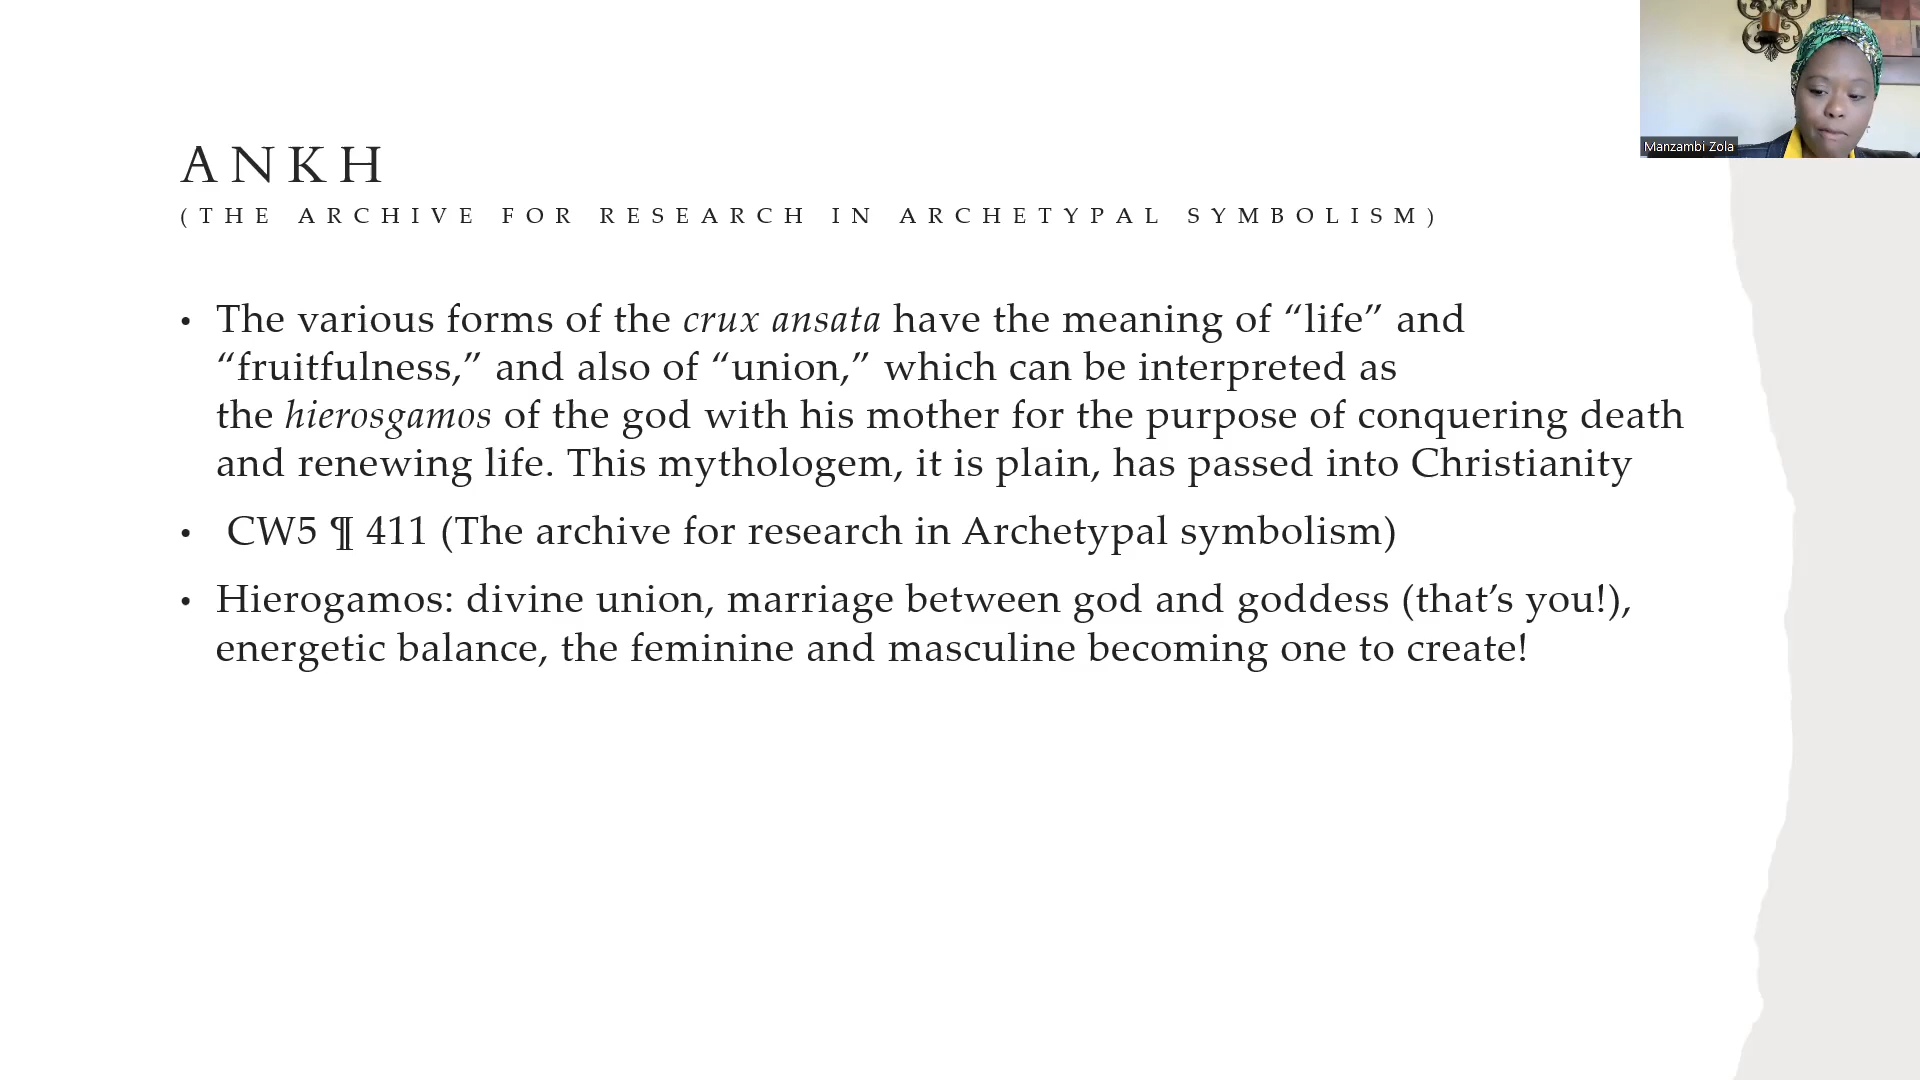 ANKH
(THE ARCHIVE FOR RESEARCH IN ARCHETYPAL SYMBOLISM)
• The various forms of the crux ansata have the meaning of “life” and
“fruitfulness,” and also of “union,” which can be interpreted as
the hierosgamos of the god with his mother for the purpose of conquering death
and renewing life. This mythologem, it is plain, has passed into Christianity
• CW5 ¶ 411 (The archive for research in Archetypal symbolism)
• Hierogamos: divine union, marriage between god and goddess (that’s you!),
energetic balance, the feminine and masculine becoming one to create!
Manzambi Zola